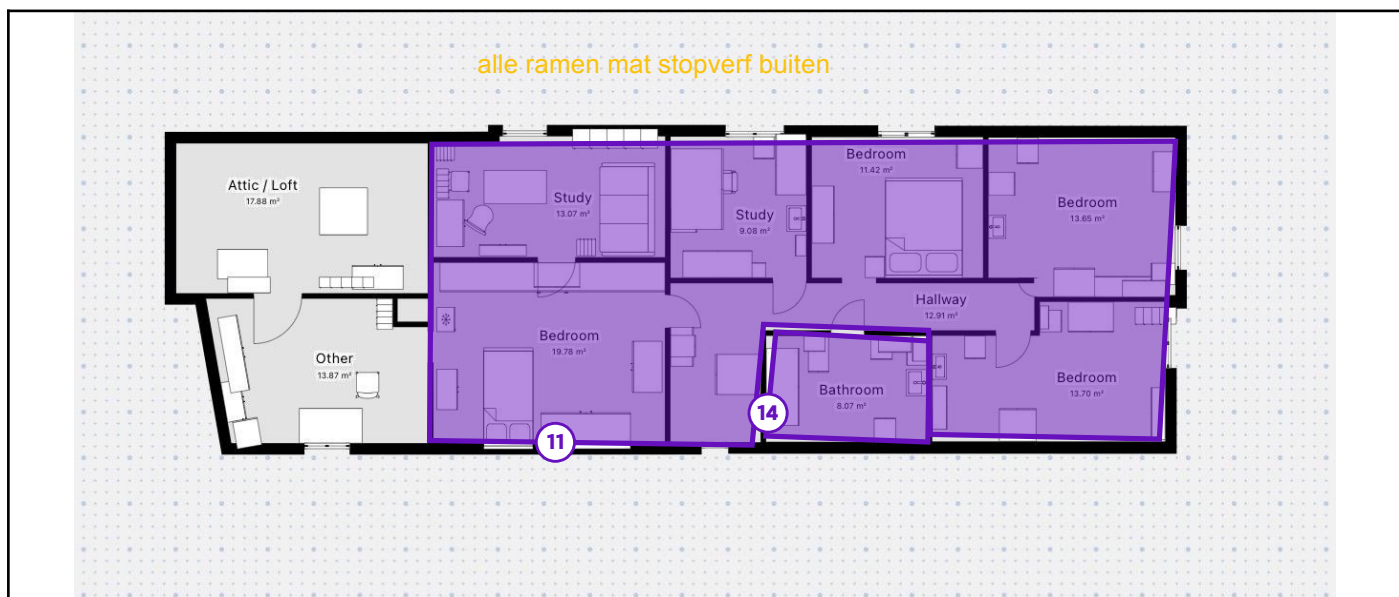 alle ramen mat stopverf buiten
Bedroom
11.42 m²
Attic / Loft
17.88 m²
Study
13.07 m²
Study
9.08 m²
Bedroom
13.65 m²
Hallway
12.91 m²
Bedroom
19.78 m²
Other
13.87 m²
Bathroom
8.07 m²
Bedroom
13.70 m²
14
11